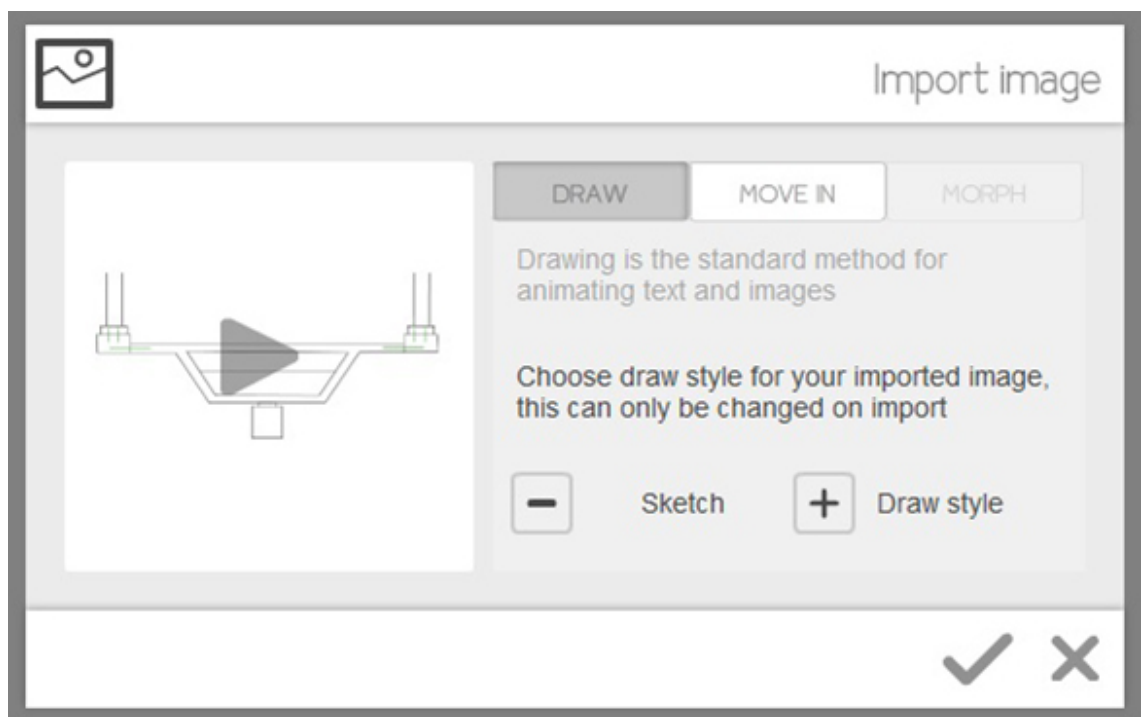 Import image
DRAW
MOVE IN
MORPH
Drawing is the standard method for
animating text and images
Choose draw style for your imported image,
this can only be changed on import
Sketch
Draw style